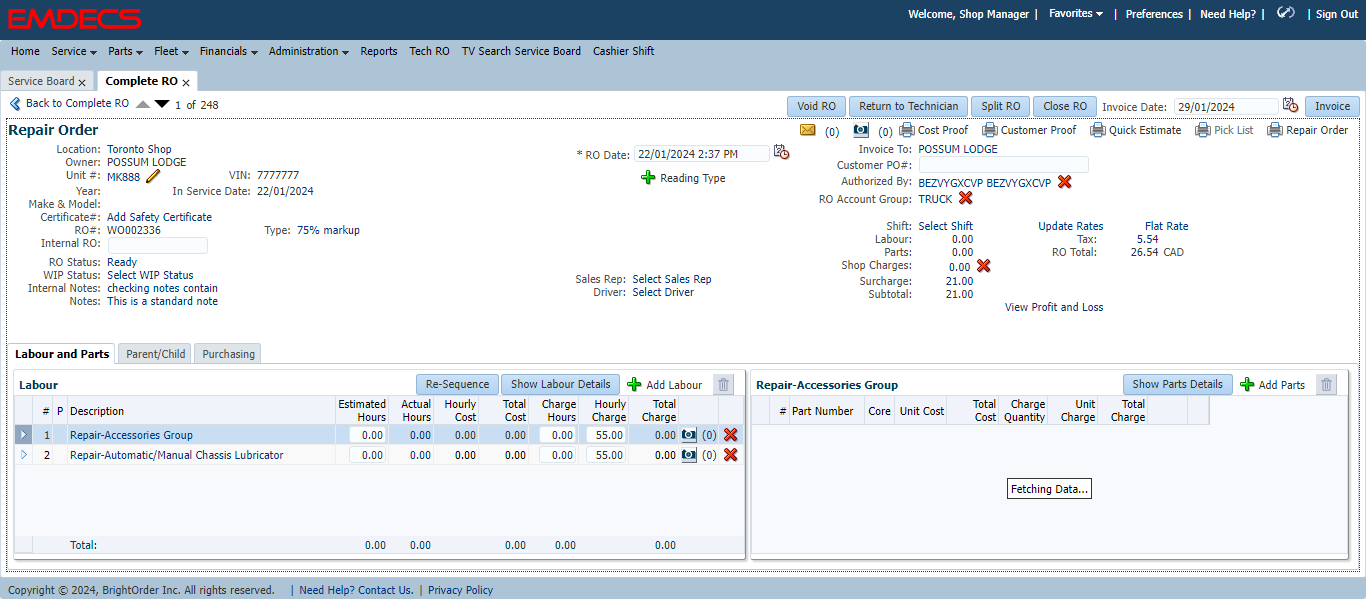 EMDECS
Welcome, Shop Manager | Favorites | Preferences | Need Help? | | Sign Out
Home Service Parts Fleet Financials Administration Reports Tech RO TV Search Service Board Cashier Shift
Service Board x Complete RO x
Back to Complete RO 1 of 248
Void RO Return to Technician Split RO Close RO Invoice Date: 29/01/2024 Invoice
Repair Order
(0) (0) Cost Proof Customer Proof Quick Estimate Pick List Repair Order
Location: Toronto Shop
Owner: POSSUM LODGE
Unit #: MK888 VIN: 7777777
Year: In Service Date: 22/01/2024
Make & Model:
Certificate#: Add Safety Certificate
RO#: WO002336 Type: 75% markup
Internal RO:
RO Status: Ready
WIP Status: Select WIP Status
Internal Notes: checking notes contain
Notes: This is a standard note
* RO Date: 22/01/2024 2:37 PM
Reading Type
Sales Rep: Select Sales Rep
Driver: Select Driver
Invoice To: POSSUM LODGE
Customer PO#:
Authorized By: BEZVYGXCVP BEZVYGXCVP
RO Account Group: TRUCK
Shift: Select Shift Update Rates Flat Rate
Labour: 0.00 Tax: 5.54
Parts: 0.00 RO Total: 26.54 CAD
Shop Charges: 0.00
Surcharge: 21.00
Subtotal: 21.00
View Profit and Loss
Labour and Parts Parent/Child Purchasing
Labour Re-Sequence Show Labour Details Add Labour
# P Description Estimated Hours Actual Hours Hourly Cost Total Cost Charge Hours Hourly Charge Total Charge
1 Repair-Accessories Group 0.00 0.00 0.00 0.00 0.00 55.00 0.00 (0)
2 Repair-Automatic/Manual Chassis Lubricator 0.00 0.00 0.00 0.00 0.00 55.00 0.00 (0)
Total: 0.00 0.00 0.00 0.00 0.00
Repair-Accessories Group Show Parts Details Add Parts
# Part Number Core Unit Cost Total Cost Charge Quantity Unit Charge Total Charge
Fetching Data...
Copyright © 2024, BrightOrder Inc. All rights reserved. | Need Help? Contact Us. | Privacy Policy